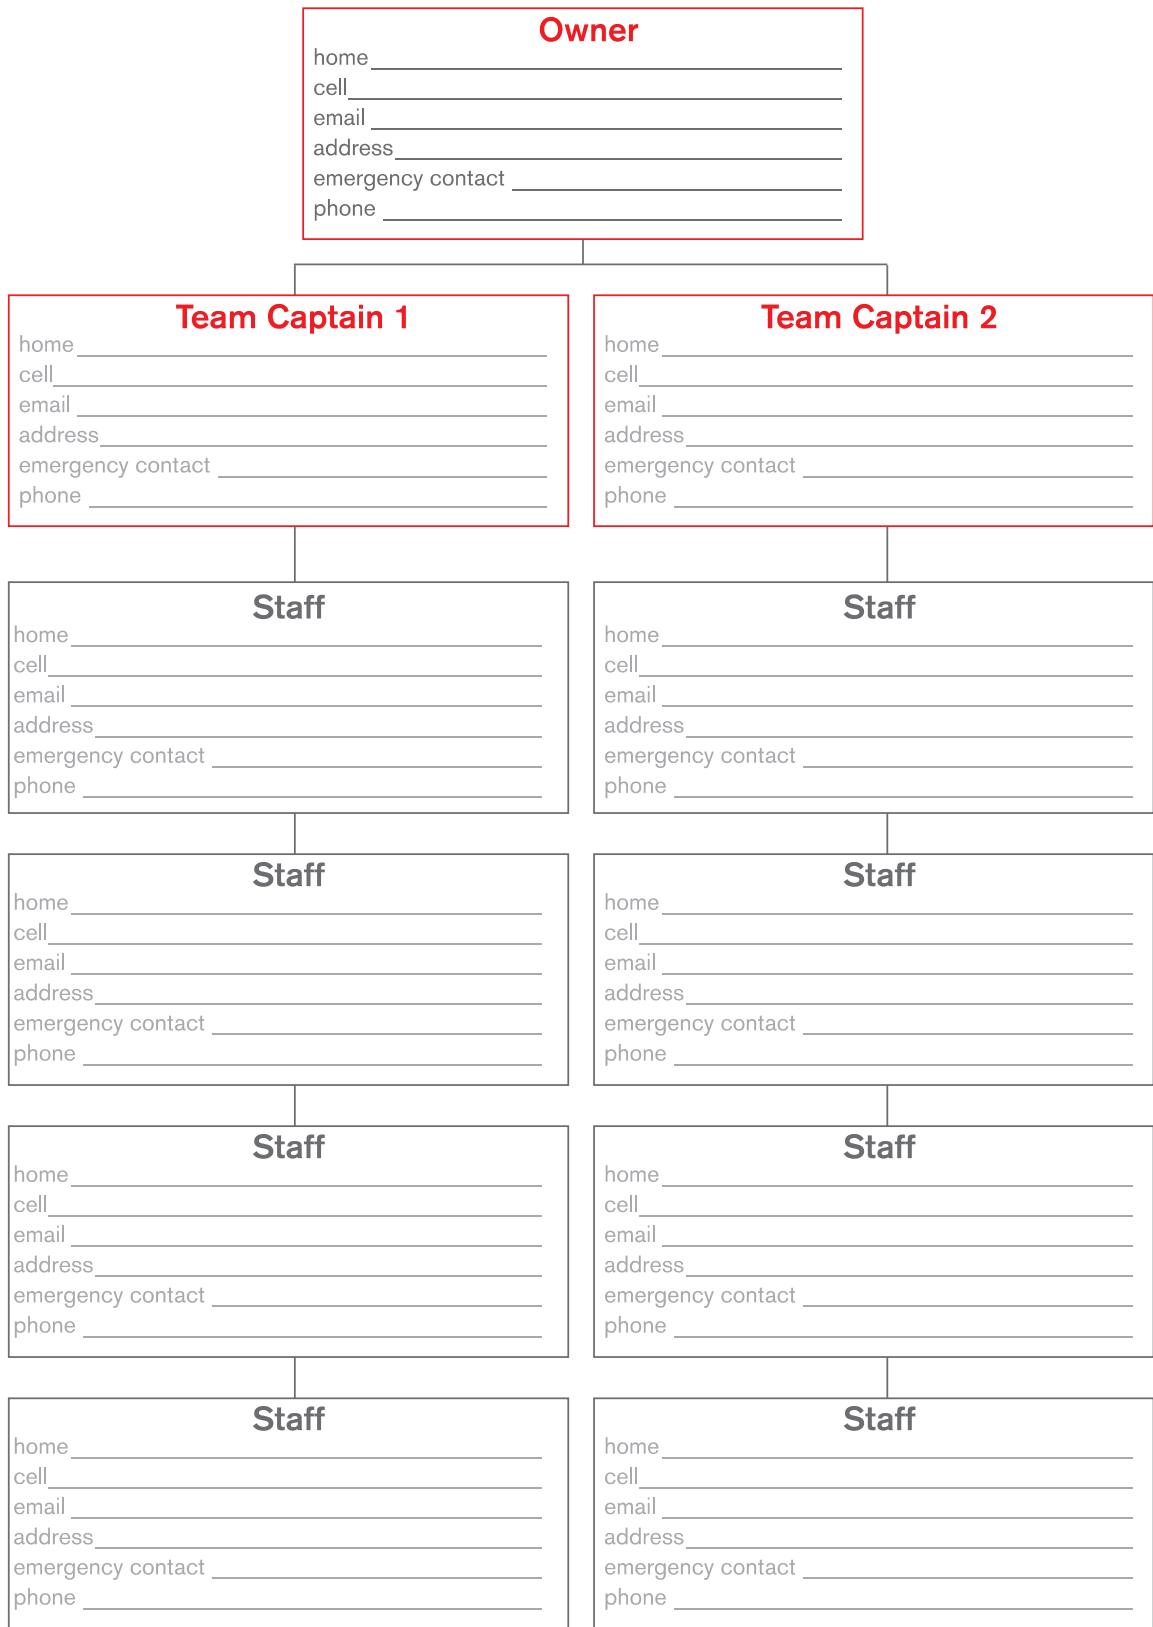 Owner
home
cell
email
address
emergency contact
phone
Team Captain 1
home
cell
email
address
emergency contact
phone
Team Captain 2
home
cell
email
address
emergency contact
phone
Staff
home
cell
email
address
emergency contact
phone
Staff
home
cell
email
address
emergency contact
phone
Staff
home
cell
email
address
emergency contact
phone
Staff
home
cell
email
address
emergency contact
phone
Staff
home
cell
email
address
emergency contact
phone
Staff
home
cell
email
address
emergency contact
phone
Staff
home
cell
email
address
emergency contact
phone
Staff
home
cell
email
address
emergency contact
phone